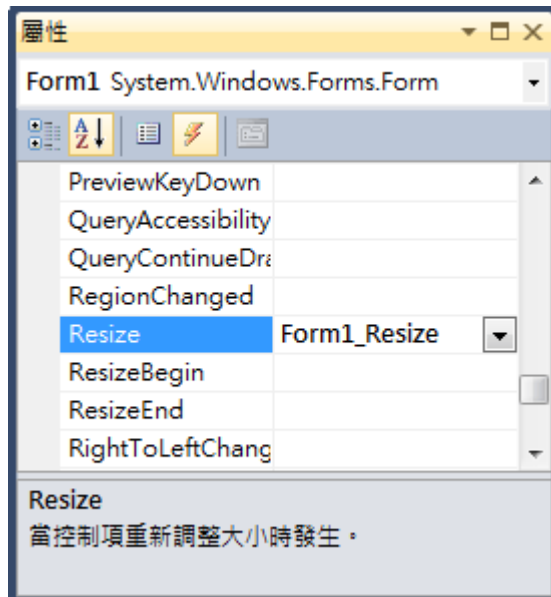 屬性
Form1 System.Windows.Forms.Form
PreviewKeyDown
QueryAccessibility
QueryContinueDra
RegionChanged
Resize Form1_Resize
ResizeBegin
ResizeEnd
RightToLeftChang
Resize
當控制項重新調整大小時發生。